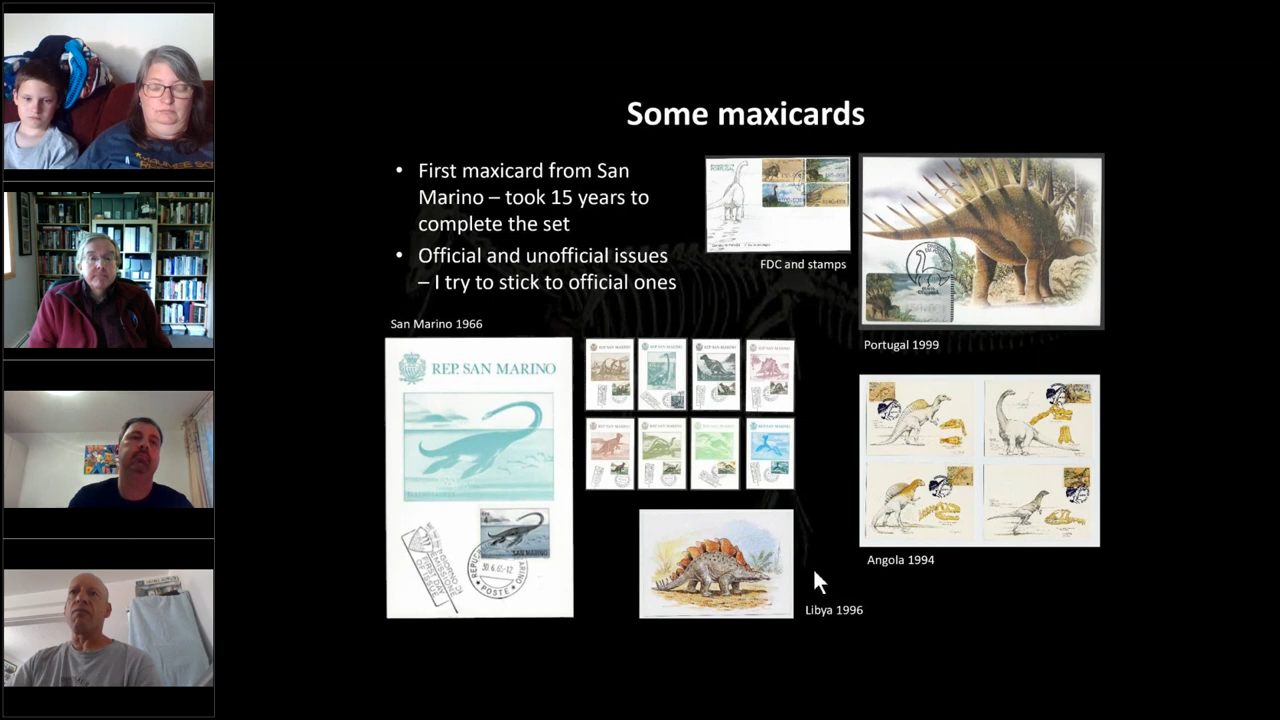 Some maxicards
• First maxicard from San
Marino – took 15 years to
complete the set
• Official and unofficial issues
– I try to stick to official ones
FDC and stamps
Portugal 1999
San Marino 1966
REP. SAN MARINO
SAN MARINO
POSTE
Angola 1994
Libya 1996